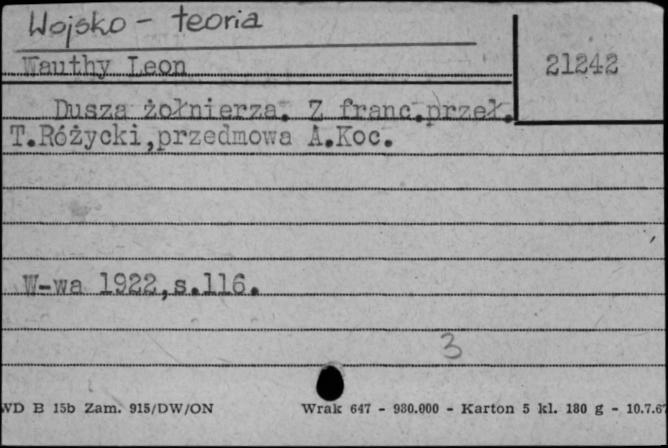 Wojsko - teoria
Wauthy Leon
21242
Dusza żołnierza. Z franc.przeł.
T.Różycki,przedmowa A.Koc.
W-wa 1922,s.116.
3
WD B 15b Zam. 915/DW/ON
Wrak 647 - 980.000 - Karton 5 kl. 180 g - 10.7.67